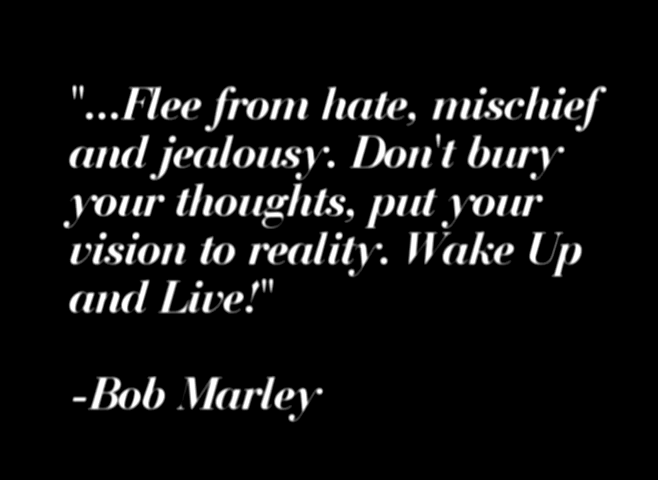 "...Flee from hate, mischief
and jealousy. Don't bury
your thoughts, put your
vision to reality. Wake Up
and Live!"
-Bob Marley